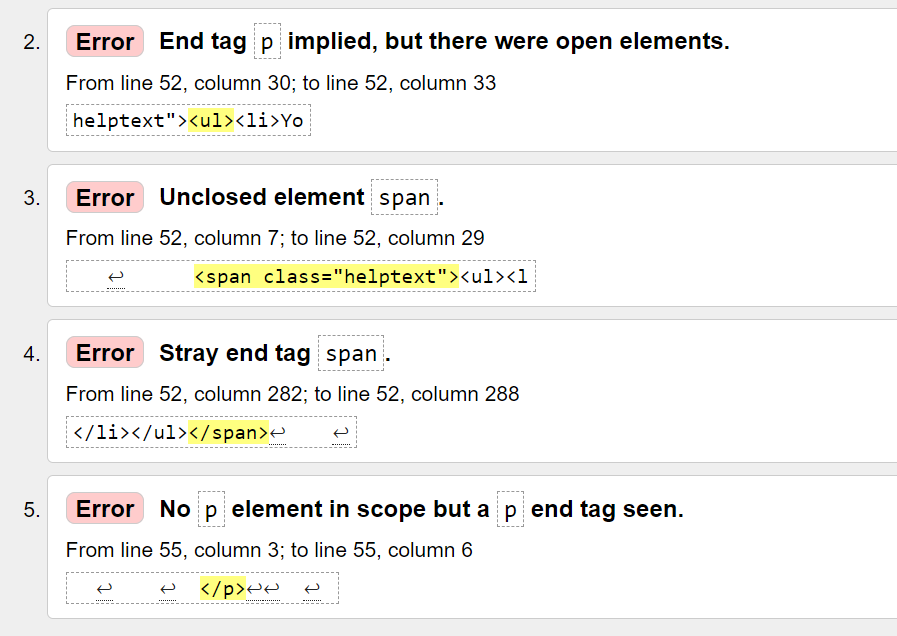 2. Error End tag p implied, but there were open elements.
From line 52, column 30; to line 52, column 33
helptext"><ul><li>Yo
3. Error Unclosed element span.
From line 52, column 7; to line 52, column 29
↩ <span class="helptext"><ul><l
4. Error Stray end tag span.
From line 52, column 282; to line 52, column 288
</li></ul></span>↩ ↩
5. Error No p element in scope but a p end tag seen.
From line 55, column 3; to line 55, column 6
↩ ↩ </p>↩↩ ↩